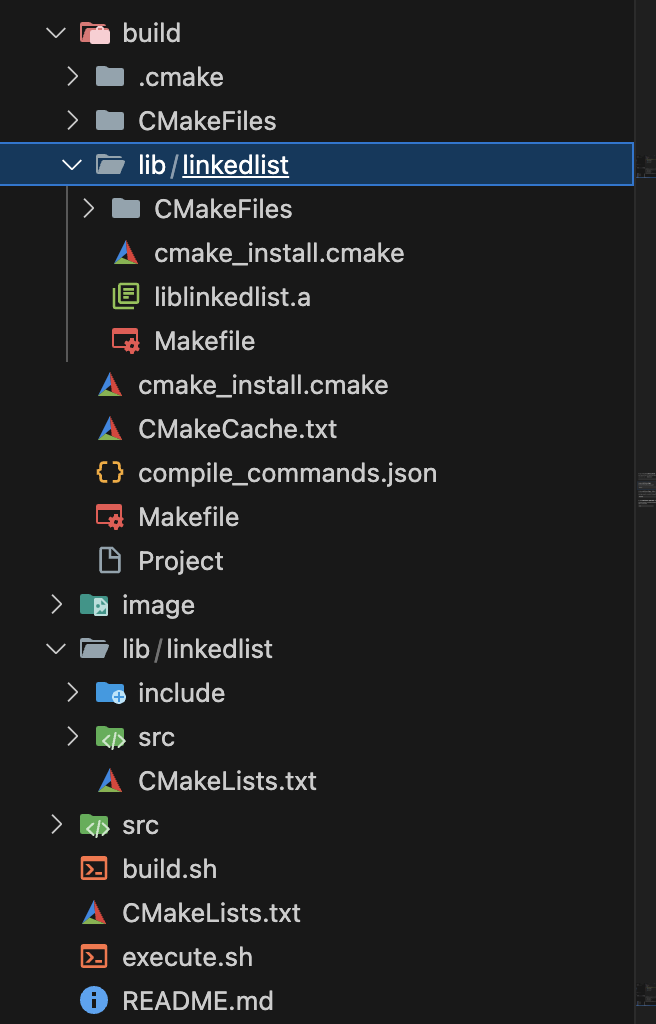 build
.cmake
CMakeFiles
lib/linkedlist
CMakeFiles
cmake_install.cmake
liblinkedlist.a
Makefile
cmake_install.cmake
CMakeCache.txt
compile_commands.json
Makefile
Project
image
lib/linkedlist
include
src
CMakeLists.txt
src
build.sh
CMakeLists.txt
execute.sh
README.md